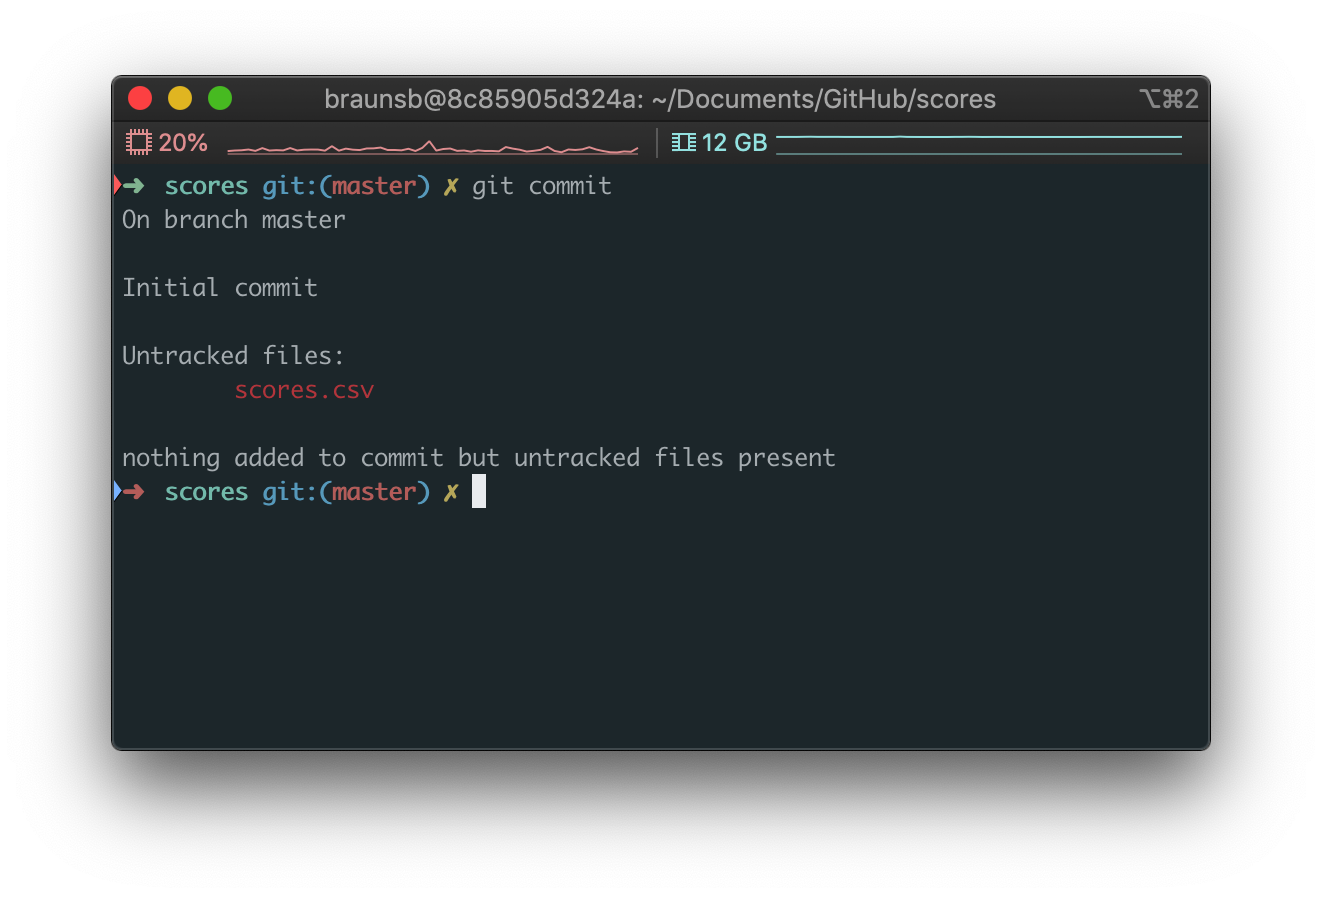 braunsb@8c85905d324a: ~/Documents/GitHub/scores ⌥⌘2
20% 12 GB
➜ scores git:(master) ✗ git commit
On branch master
Initial commit
Untracked files:
scores.csv
nothing added to commit but untracked files present
➜ scores git:(master) ✗